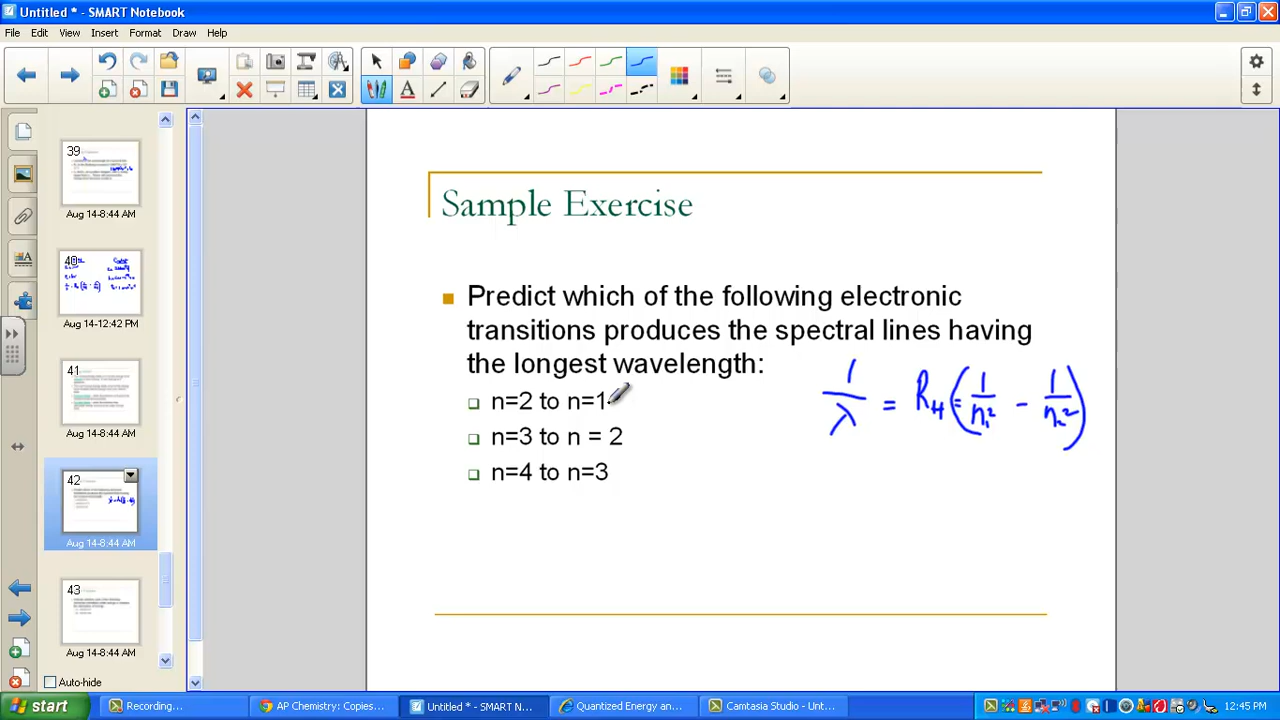 Untitled * - SMART Notebook
File Edit View Insert Format Draw Help
39
Aug 14-8:44 AM
40
Aug 14-12:42 PM
41
Aug 14-8:44 AM
42
Aug 14-8:44 AM
43
Aug 14-8:44 AM
Auto-hide
Sample Exercise
Predict which of the following electronic
transitions produces the spectral lines having
the longest wavelength:
n=2 to n=1
n=3 to n = 2
n=4 to n=3
1/λ = R_H (1/n₁² - 1/n₂²)
start
Recording...
AP Chemistry: Copies...
Untitled * - SMART N...
Quantized Energy an...
Camtasia Studio - Unt...
12:45 PM